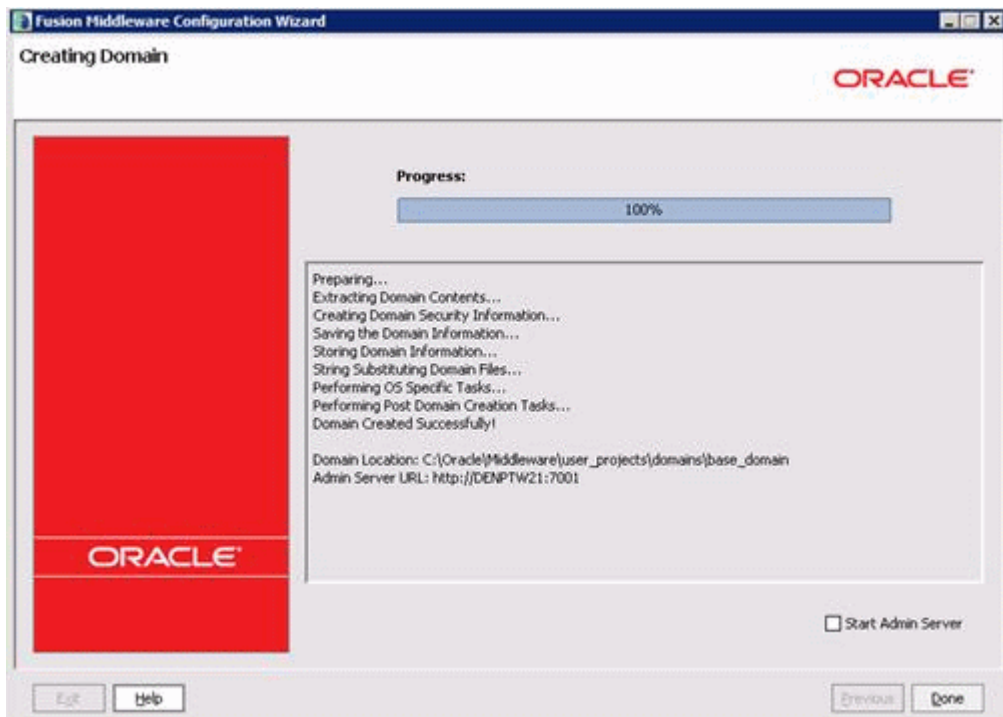 Fusion Middleware Configuration Wizard
Creating Domain
ORACLE
Progress:
100%
Preparing...
Extracting Domain Contents...
Creating Domain Security Information...
Saving the Domain Information...
Storing Domain Information...
String Substituting Domain Files...
Performing OS Specific Tasks...
Performing Post Domain Creation Tasks...
Domain Created Successfully!
Domain Location: C:\Oracle\Middleware\user_projects\domains\base_domain
Admin Server URL: http://DENPTW21:7001
ORACLE
Start Admin Server
Exit Help Previous Done